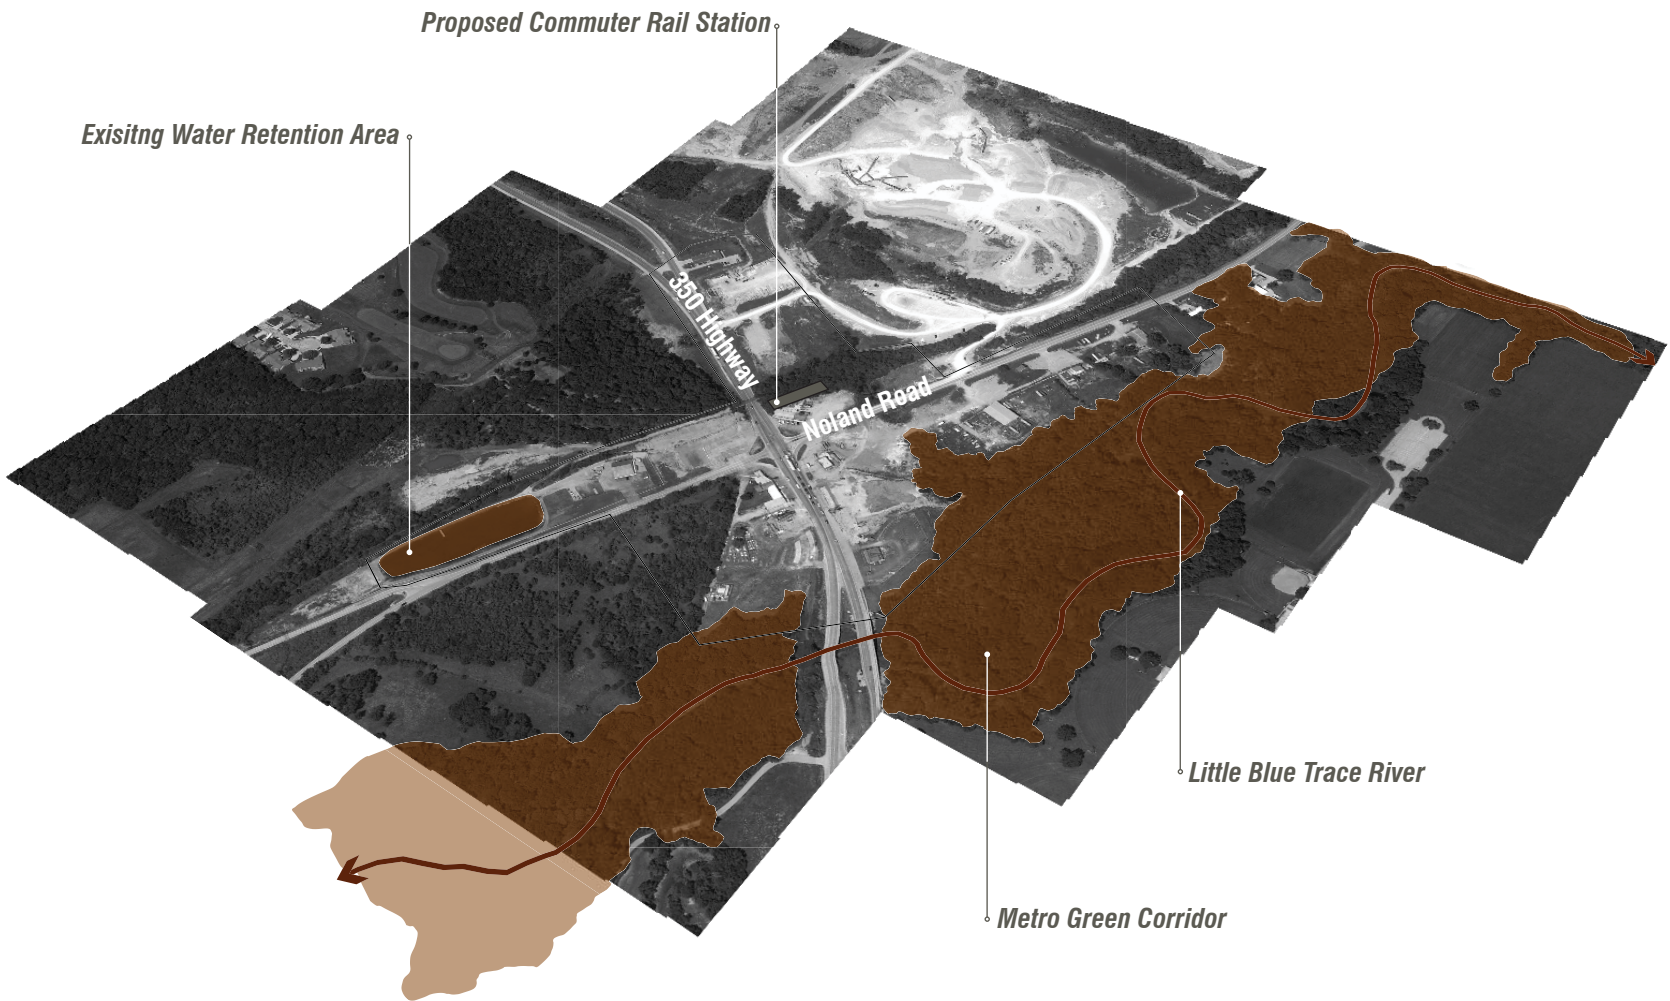 Proposed Commuter Rail Station
Exisitng Water Retention Area
350 Highway
Noland Road
Little Blue Trace River
Metro Green Corridor